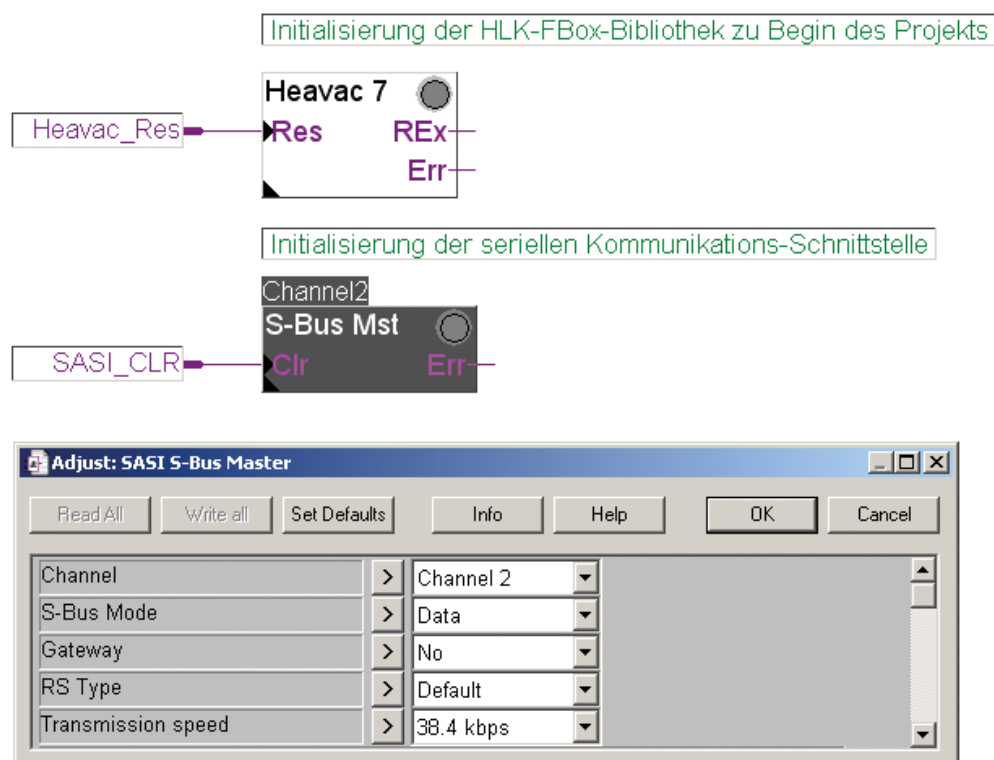 Initialisierung der HLK-FBox-Bibliothek zu Begin des Projekts
Heavac 7
Heavac_Res Res REx
Err
Initialisierung der seriellen Kommunikations-Schnittstelle
Channel2
S-Bus Mst
SASI_CLR Clr Err
Adjust: SASI S-Bus Master
Read All Write all Set Defaults Info Help OK Cancel
Channel > Channel 2
S-Bus Mode > Data
Gateway > No
RS Type > Default
Transmission speed > 38.4 kbps